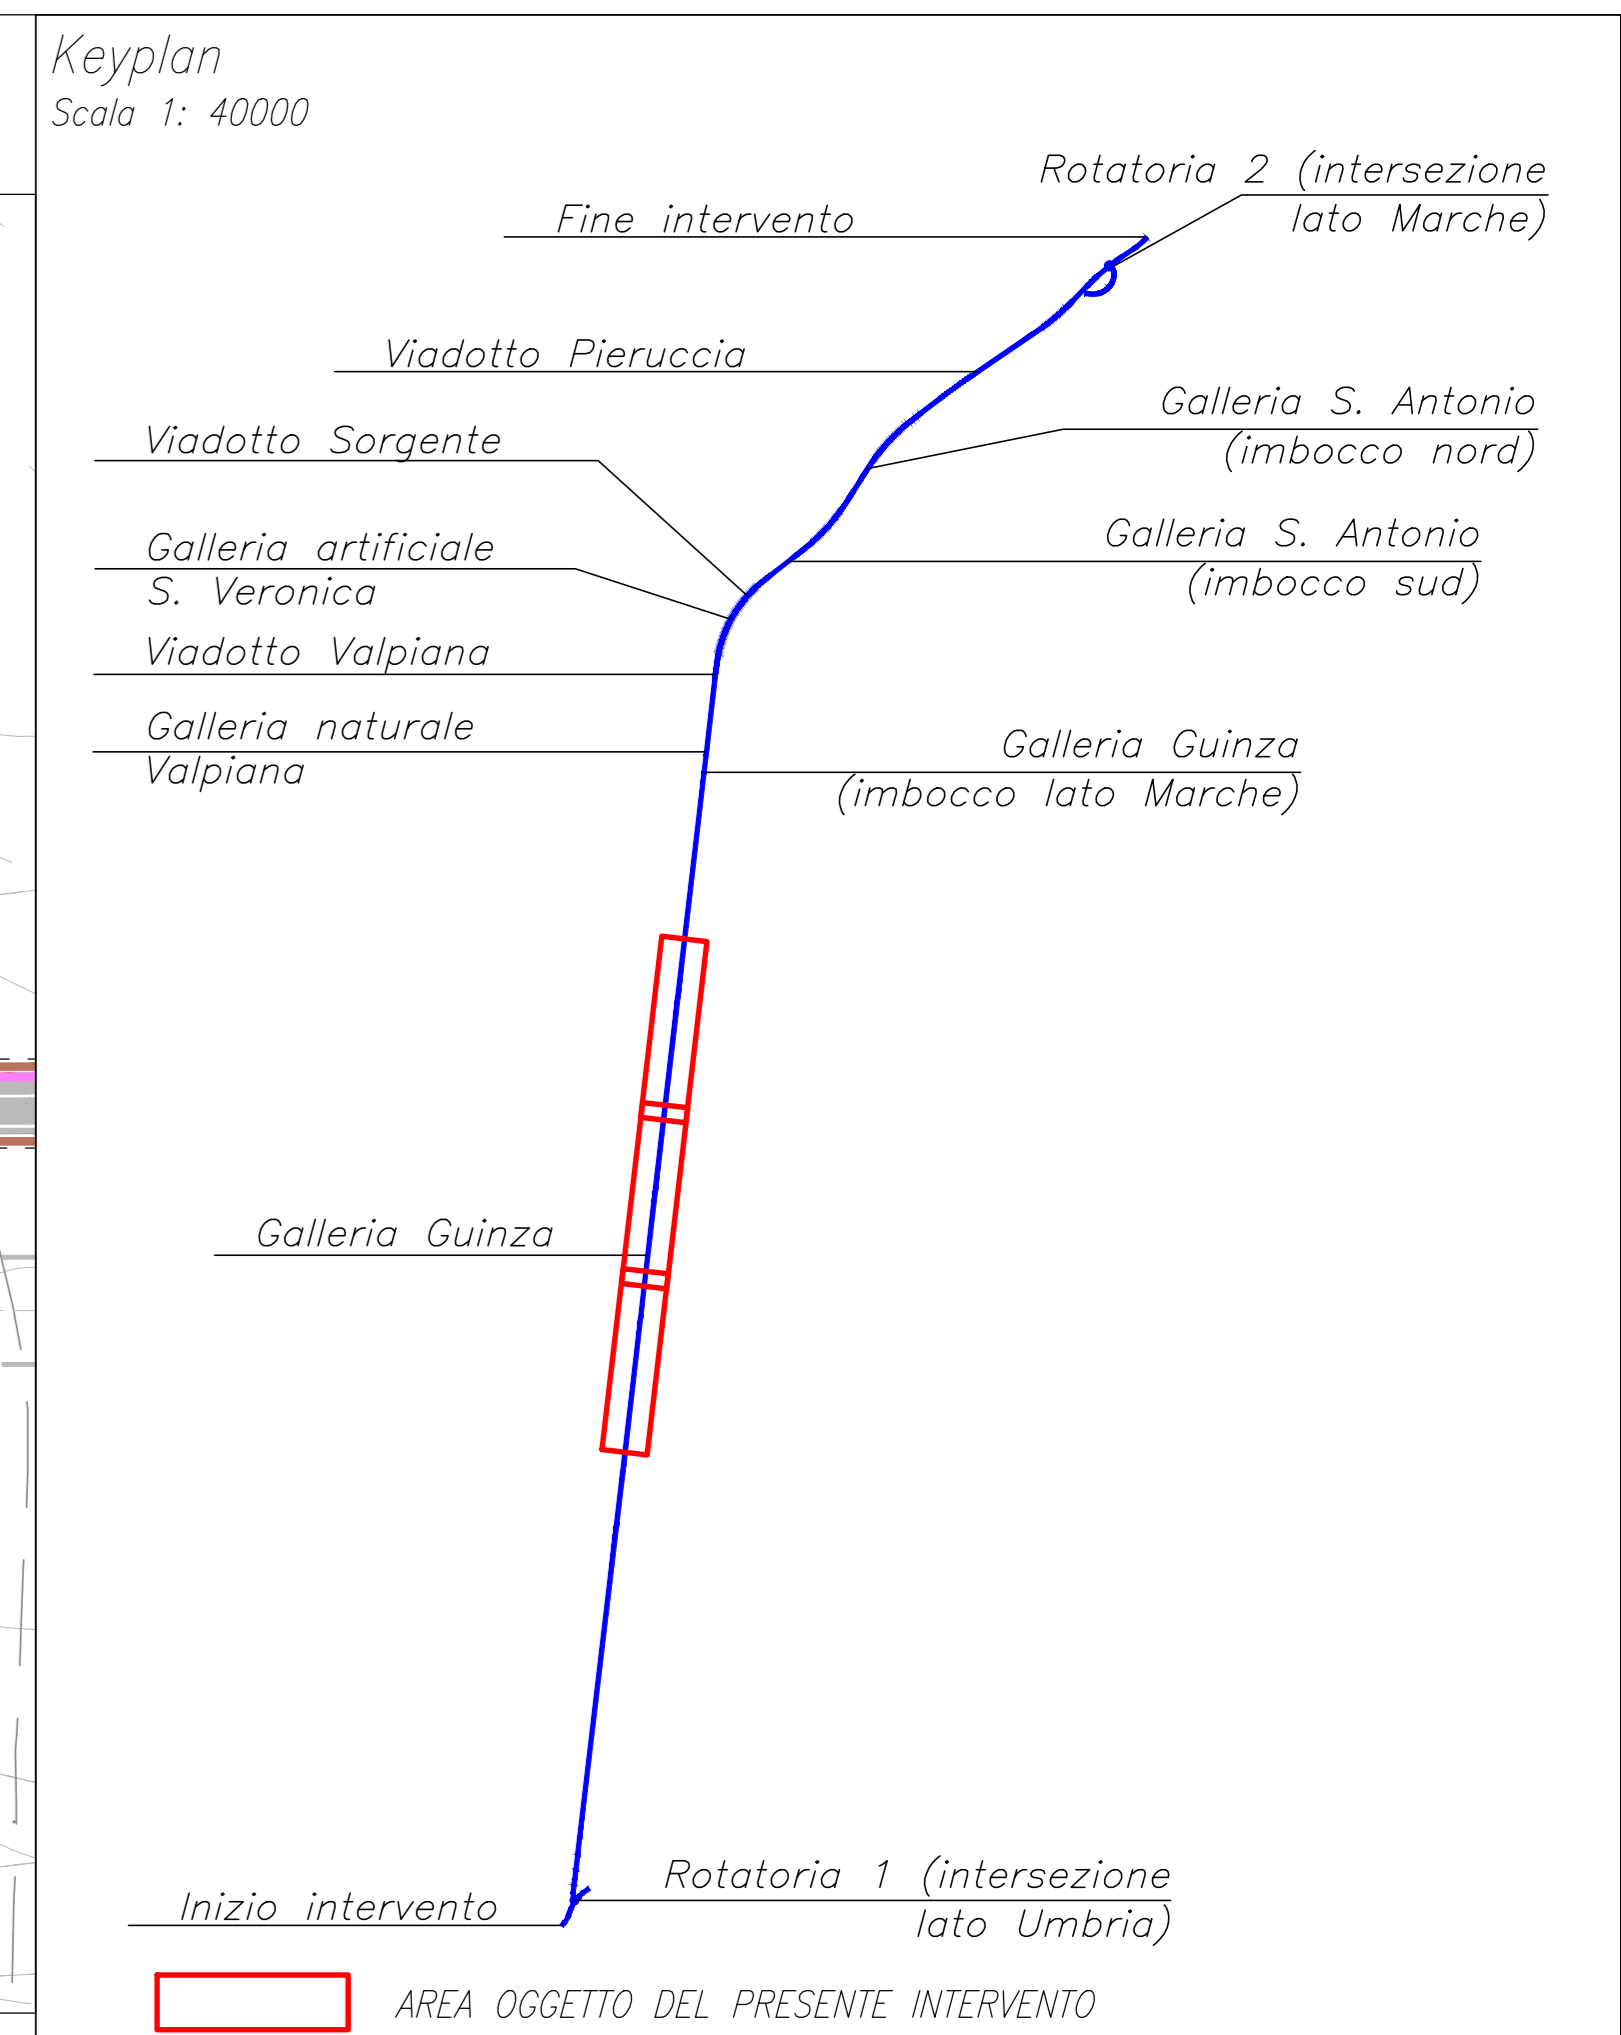 Keyplan
Scala 1: 40000
Rotatoria 2 (intersezione
lato Marche)
Fine intervento
Viadotto Pieruccia
Galleria S. Antonio
(imbocco nord)
Viadotto Sorgente
Galleria S. Antonio
(imbocco sud)
Galleria artificiale
S. Veronica
Viadotto Valpiana
Galleria naturale
Valpiana
Galleria Guinza
(imbocco lato Marche)
Galleria Guinza
Rotatoria 1 (intersezione
lato Umbria)
Inizio intervento
AREA OGGETTO DEL PRESENTE INTERVENTO